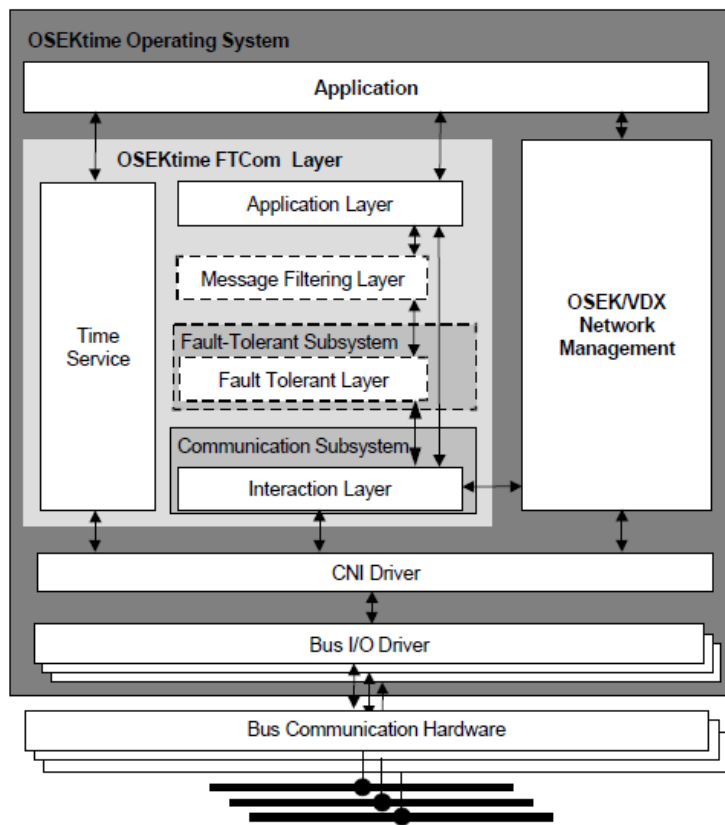 OSEKtime Operating System
Application
OSEKtime FTCom Layer
Application Layer
Message Filtering Layer
Fault-Tolerant Subsystem
Fault Tolerant Layer
Communication Subsystem
Interaction Layer
Time
Service
OSEK/VDX
Network
Management
CNI Driver
Bus I/O Driver
Bus Communication Hardware